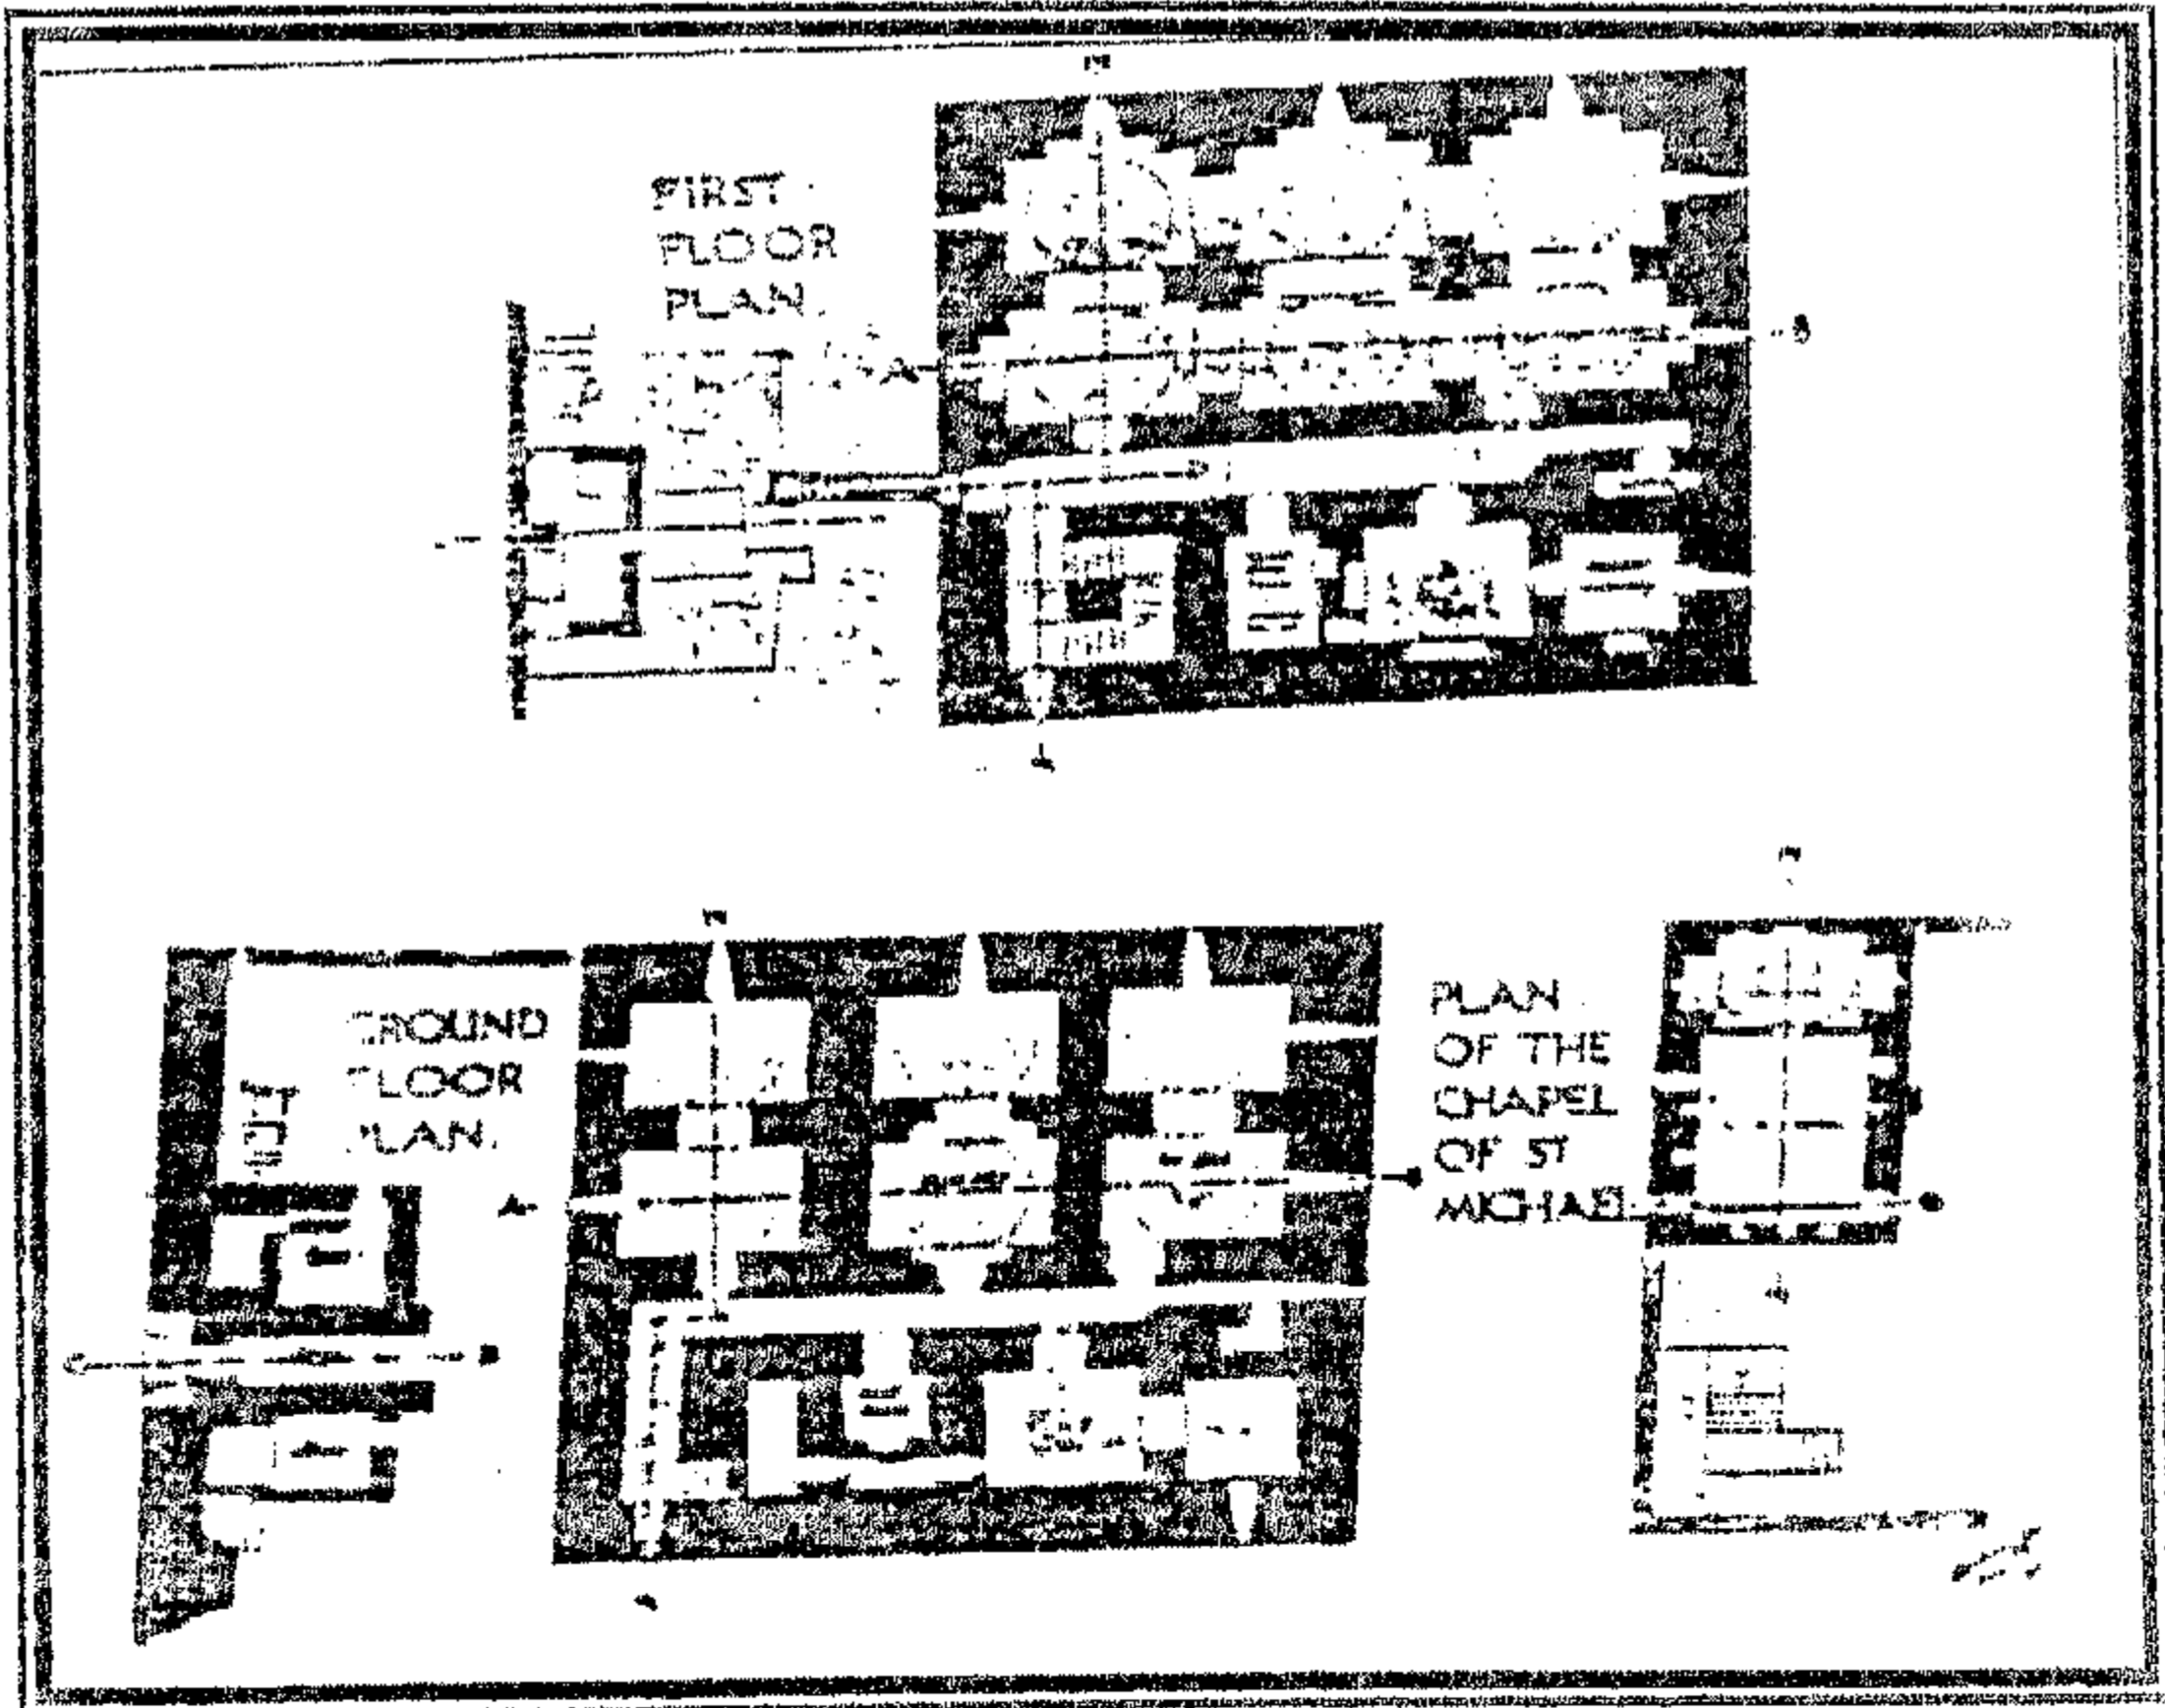 FIRST
FLOOR
PLAN
GROUND
FLOOR
PLAN.
PLAN
OF THE
CHAPEL
OF ST
MICHAEL
A
B
A
C